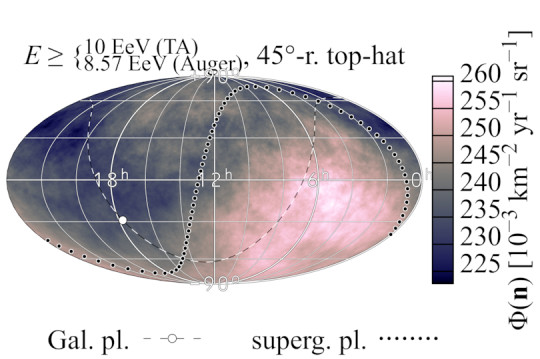 E ≥ {10 EeV (TA)
{8.57 EeV (Auger), 45°-r. top-hat
18ʰ 12ʰ 6ʰ 0ʰ
-90°
260
255
250
245
240
235
230
225
Φ(n) [10⁻³ km⁻² yr⁻¹ sr⁻¹]
Gal. pl. superg. pl.